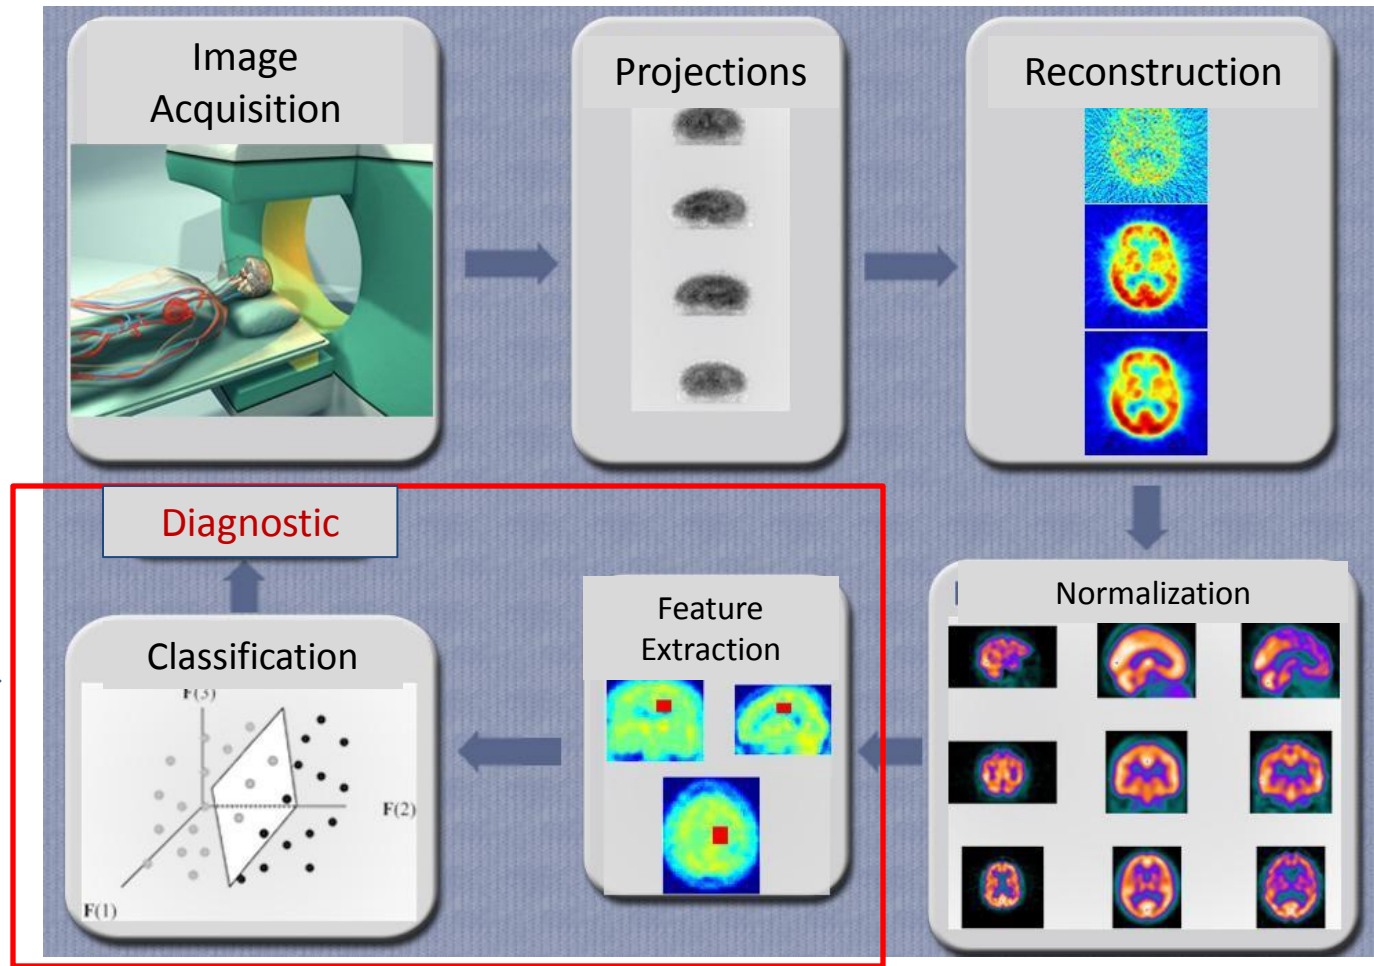 Image
Acquisition
Projections
Reconstruction
Diagnostic
Classification
F(3)
F(2)
F(1)
Feature
Extraction
Normalization